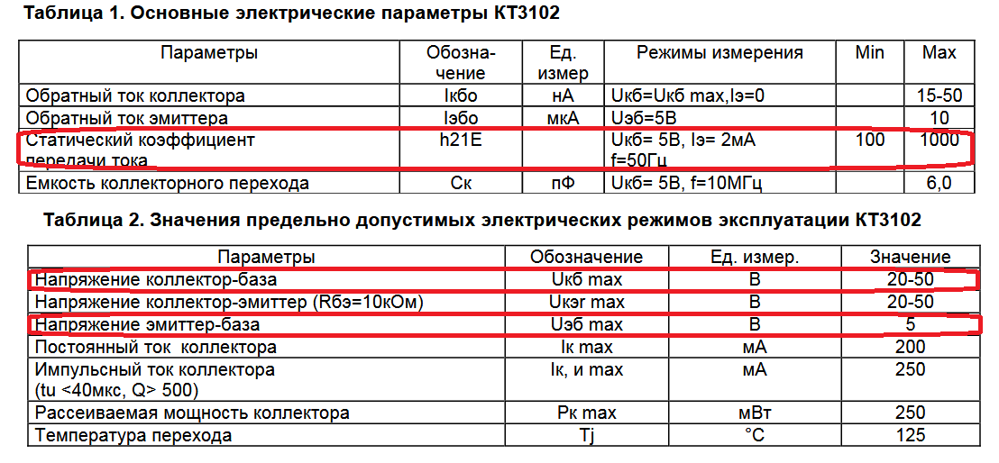 Таблица 1. Основные электрические параметры КТ3102
Параметры Обозна- Ед. Режимы измерения Min Max
чение измер
Обратный ток коллектора Iкбо нА Uкб=Uкб max,Iэ=0 15-50
Обратный ток эмиттера Iэбо мкА Uэб=5В 10
Статический коэффициент h21E Uкб= 5В, Iэ= 2мА 100 1000
передачи тока f=50Гц
Емкость коллекторного перехода Ск пФ Uкб= 5В, f=10МГц 6,0
Таблица 2. Значения предельно допустимых электрических режимов эксплуатации КТ3102
Параметры Обозначение Ед. измер. Значение
Напряжение коллектор-база Uкб max В 20-50
Напряжение коллектор-эмиттер (Rбэ=10кОм) Uкэr max В 20-50
Напряжение эмиттер-база Uэб max В 5
Постоянный ток коллектора Iк max мА 200
Импульсный ток коллектора Iк, и max мА 250
(tu <40мкс, Q> 500)
Рассеиваемая мощность коллектора Рк max мВт 250
Температура перехода Tj °С 125